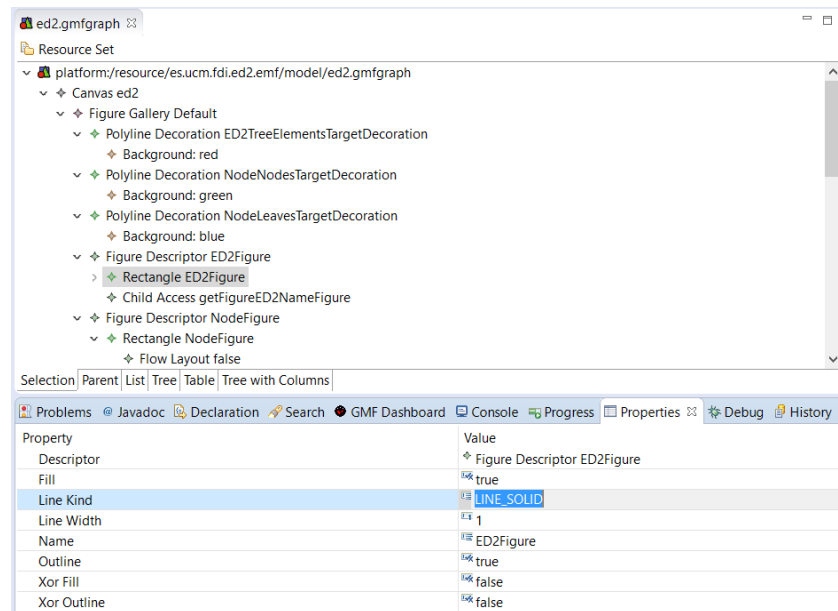 ed2.gmfgraph
Resource Set
platform:/resource/es.ucm.fdi.ed2.emf/model/ed2.gmfgraph
Canvas ed2
Figure Gallery Default
Polyline Decoration ED2TreeElementsTargetDecoration
Background: red
Polyline Decoration NodeNodesTargetDecoration
Background: green
Polyline Decoration NodeLeavesTargetDecoration
Background: blue
Figure Descriptor ED2Figure
Rectangle ED2Figure
Child Access getFigureED2NameFigure
Figure Descriptor NodeFigure
Rectangle NodeFigure
Flow Layout false
Selection Parent List Tree Table Tree with Columns
Problems @ Javadoc Declaration Search GMF Dashboard Console Progress Properties Debug History
Property Value
Descriptor Figure Descriptor ED2Figure
Fill true
Line Kind LINE_SOLID
Line Width 1
Name ED2Figure
Outline true
Xor Fill false
Xor Outline false